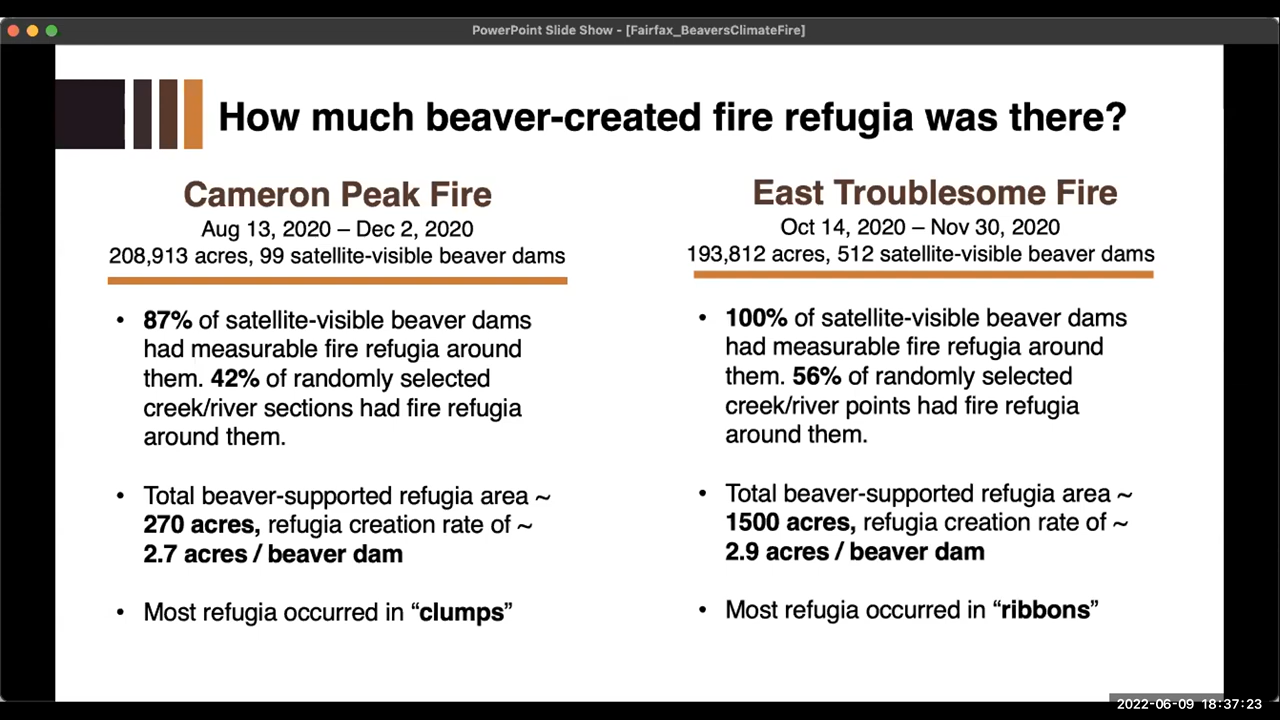 PowerPoint Slide Show - [Fairfax_BeaversClimateFire]
How much beaver-created fire refugia was there?
Cameron Peak Fire
Aug 13, 2020 – Dec 2, 2020
208,913 acres, 99 satellite-visible beaver dams
• 87% of satellite-visible beaver dams
had measurable fire refugia around
them. 42% of randomly selected
creek/river sections had fire refugia
around them.
• Total beaver-supported refugia area ~
270 acres, refugia creation rate of ~
2.7 acres / beaver dam
• Most refugia occurred in “clumps”
East Troublesome Fire
Oct 14, 2020 – Nov 30, 2020
193,812 acres, 512 satellite-visible beaver dams
• 100% of satellite-visible beaver dams
had measurable fire refugia around
them. 56% of randomly selected
creek/river points had fire refugia
around them.
• Total beaver-supported refugia area ~
1500 acres, refugia creation rate of ~
2.9 acres / beaver dam
• Most refugia occurred in “ribbons”
2022-06-09 18:37:23